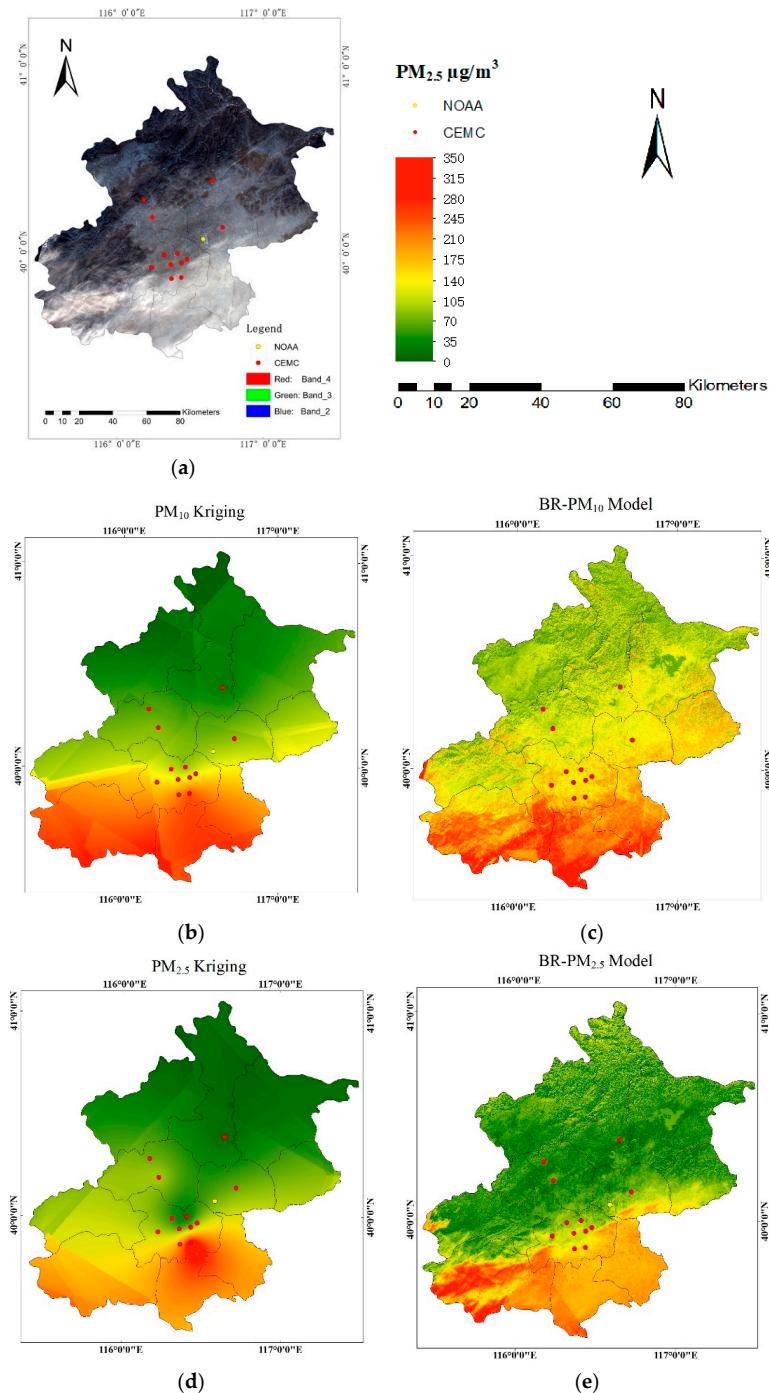 116° 0′0″E 117° 0′0″E
N
41° 0′0″N
41° 0′0″N
40° 0′0″N
40° 0′0″N
Legend
NOAA
CEMC
Red: Band_4
Green: Band_3
Blue: Band_2
0 10 20 40 60 80 Kilometers
116° 0′0″E 117° 0′0″E
(a)
PM2.5 µg/m3
NOAA
CEMC
350
315
280
245
210
175
140
105
70
35
0
N
0 10 20 40 60 80 Kilometers
PM10 Kriging
116°0'0"E 117°0'0"E
41°0'0"N
41°0'0"N
40°0'0"N
40°0'0"N
116°0'0"E 117°0'0"E
(b)
BR-PM10 Model
116°0'0"E 117°0'0"E
41°0'0"N
41°0'0"N
40°0'0"N
40°0'0"N
116°0'0"E 117°0'0"E
(c)
PM2.5 Kriging
116°0'0"E 117°0'0"E
41°0'0"N
41°0'0"N
40°0'0"N
40°0'0"N
116°0'0"E 117°0'0"E
(d)
BR-PM2.5 Model
116°0'0"E 117°0'0"E
41°0'0"N
41°0'0"N
40°0'0"N
40°0'0"N
116°0'0"E 117°0'0"E
(e)